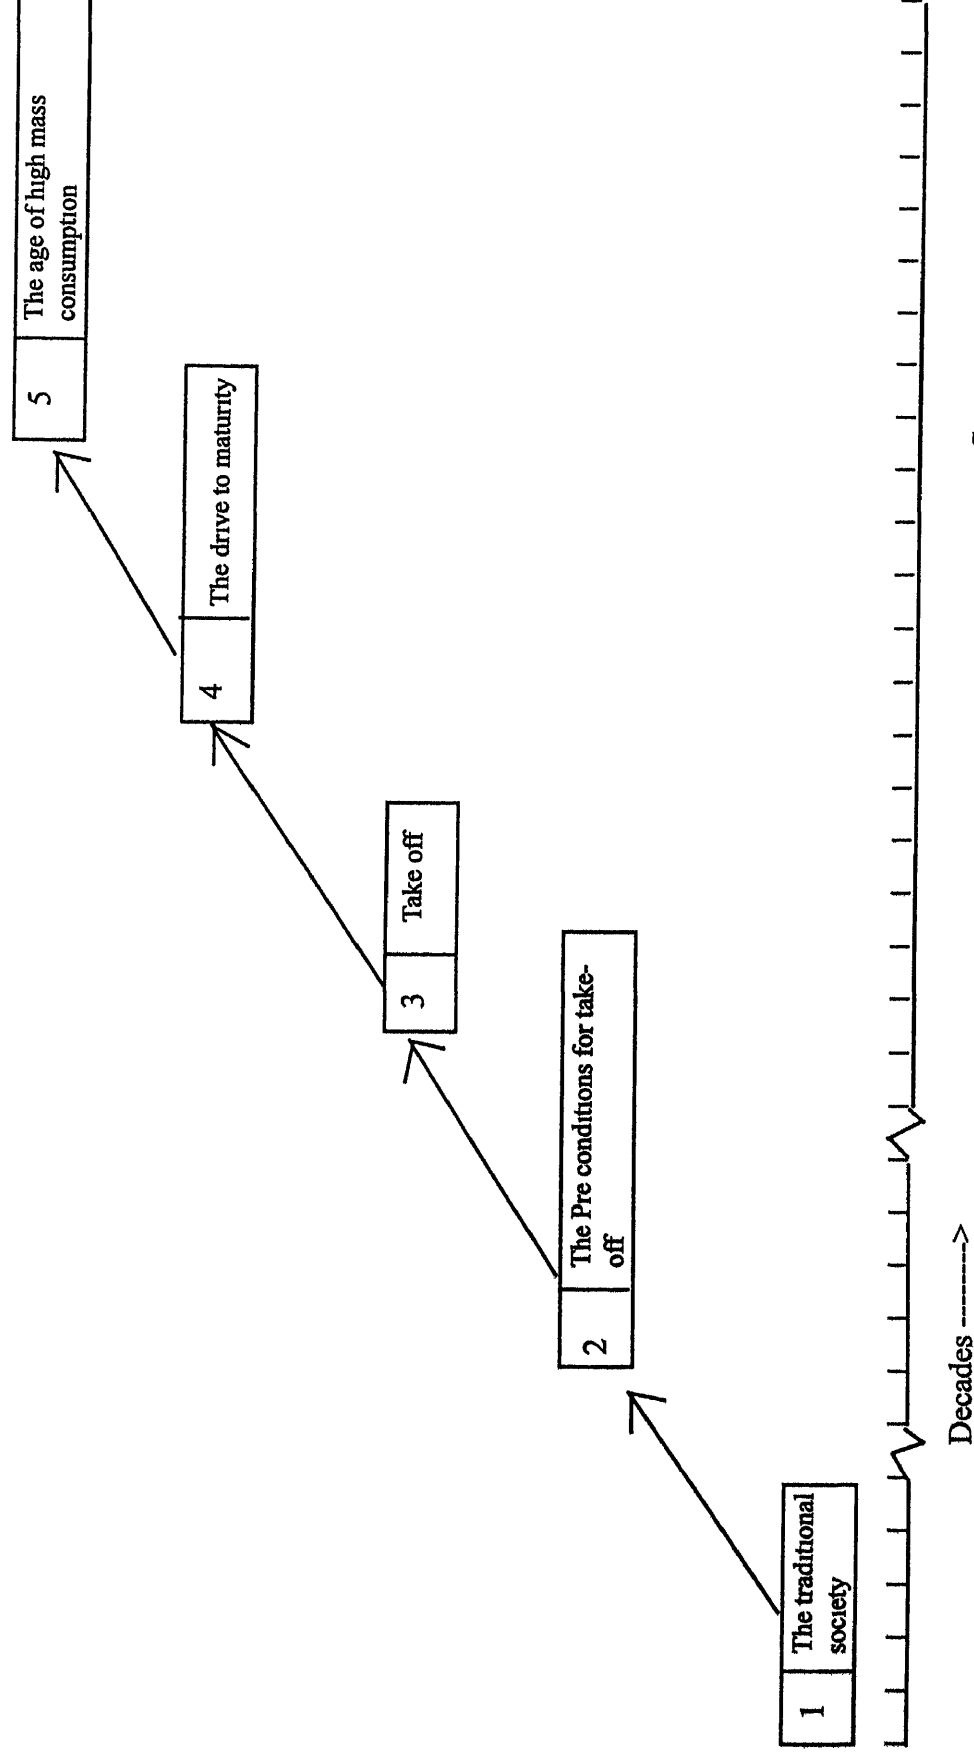 5
The age of high mass
consumption
4
The drive to maturity
3
Take off
2
The Pre conditions for take-
off
1
The traditional
society
Decades -------->